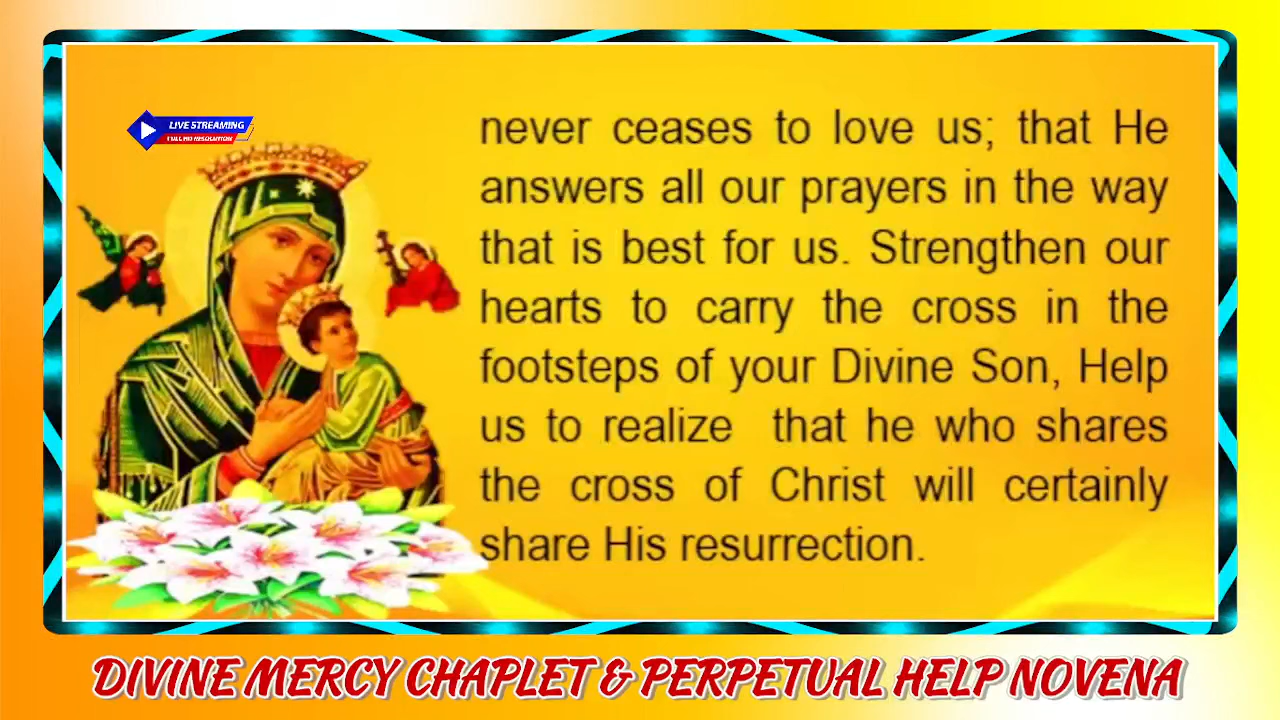 LIVE STREAMING
FULL HD RESOLUTION
never ceases to love us; that He
answers all our prayers in the way
that is best for us. Strengthen our
hearts to carry the cross in the
footsteps of your Divine Son, Help
us to realize that he who shares
the cross of Christ will certainly
share His resurrection.
DIVINE MERCY CHAPLET & PERPETUAL HELP NOVENA